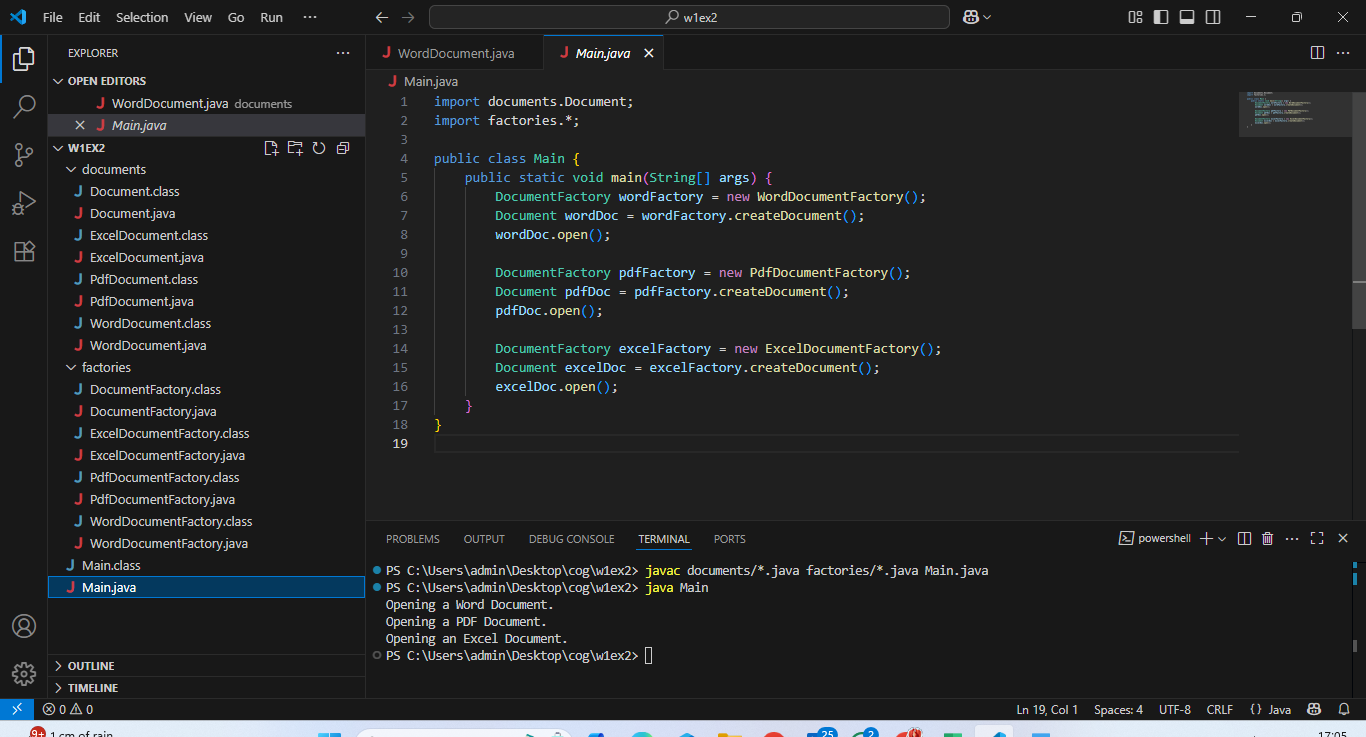 File Edit Selection View Go Run ··· w1ex2
EXPLORER ···
OPEN EDITORS
WordDocument.java documents
Main.java
W1EX2
documents
Document.class
Document.java
ExcelDocument.class
ExcelDocument.java
PdfDocument.class
PdfDocument.java
WordDocument.class
WordDocument.java
factories
DocumentFactory.class
DocumentFactory.java
ExcelDocumentFactory.class
ExcelDocumentFactory.java
PdfDocumentFactory.class
PdfDocumentFactory.java
WordDocumentFactory.class
WordDocumentFactory.java
Main.class
Main.java
OUTLINE
TIMELINE
WordDocument.java Main.java
Main.java
1 import documents.Document;
2 import factories.*;
3
4 public class Main {
5 public static void main(String[] args) {
6 DocumentFactory wordFactory = new WordDocumentFactory();
7 Document wordDoc = wordFactory.createDocument();
8 wordDoc.open();
9
10 DocumentFactory pdfFactory = new PdfDocumentFactory();
11 Document pdfDoc = pdfFactory.createDocument();
12 pdfDoc.open();
13
14 DocumentFactory excelFactory = new ExcelDocumentFactory();
15 Document excelDoc = excelFactory.createDocument();
16 excelDoc.open();
17 }
18 }
19
PROBLEMS OUTPUT DEBUG CONSOLE TERMINAL PORTS powershell
PS C:\Users\admin\Desktop\cog\w1ex2> javac documents/*.java factories/*.java Main.java
PS C:\Users\admin\Desktop\cog\w1ex2> java Main
Opening a Word Document.
Opening a PDF Document.
Opening an Excel Document.
PS C:\Users\admin\Desktop\cog\w1ex2>
0 0 Ln 19, Col 1 Spaces: 4 UTF-8 CRLF {} Java
9+ 1 cm of rain 25 2 17:05